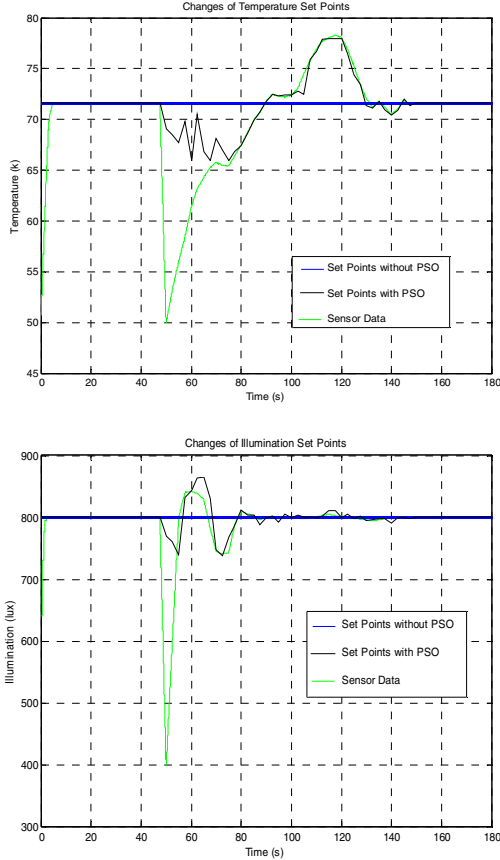 Changes of Temperature Set Points
80
75
70
65
60
55
50
45
Temperature (k)
Set Points without PSO
Set Points with PSO
Sensor Data
0 20 40 60 80 100 120 140 160 180
Time (s)
Changes of Illumination Set Points
900
800
700
600
500
400
300
Illumination (lux)
Set Points without PSO
Set Points with PSO
Sensor Data
0 20 40 60 80 100 120 140 160 180
Time (s)